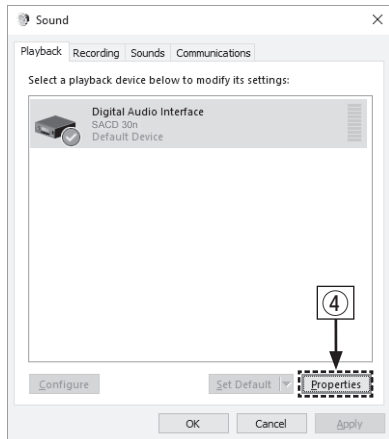 Sound
Playback Recording Sounds Communications
Select a playback device below to modify its settings:
Digital Audio Interface
SACD 30n
Default Device
④
Configure Set Default Properties
OK Cancel Apply